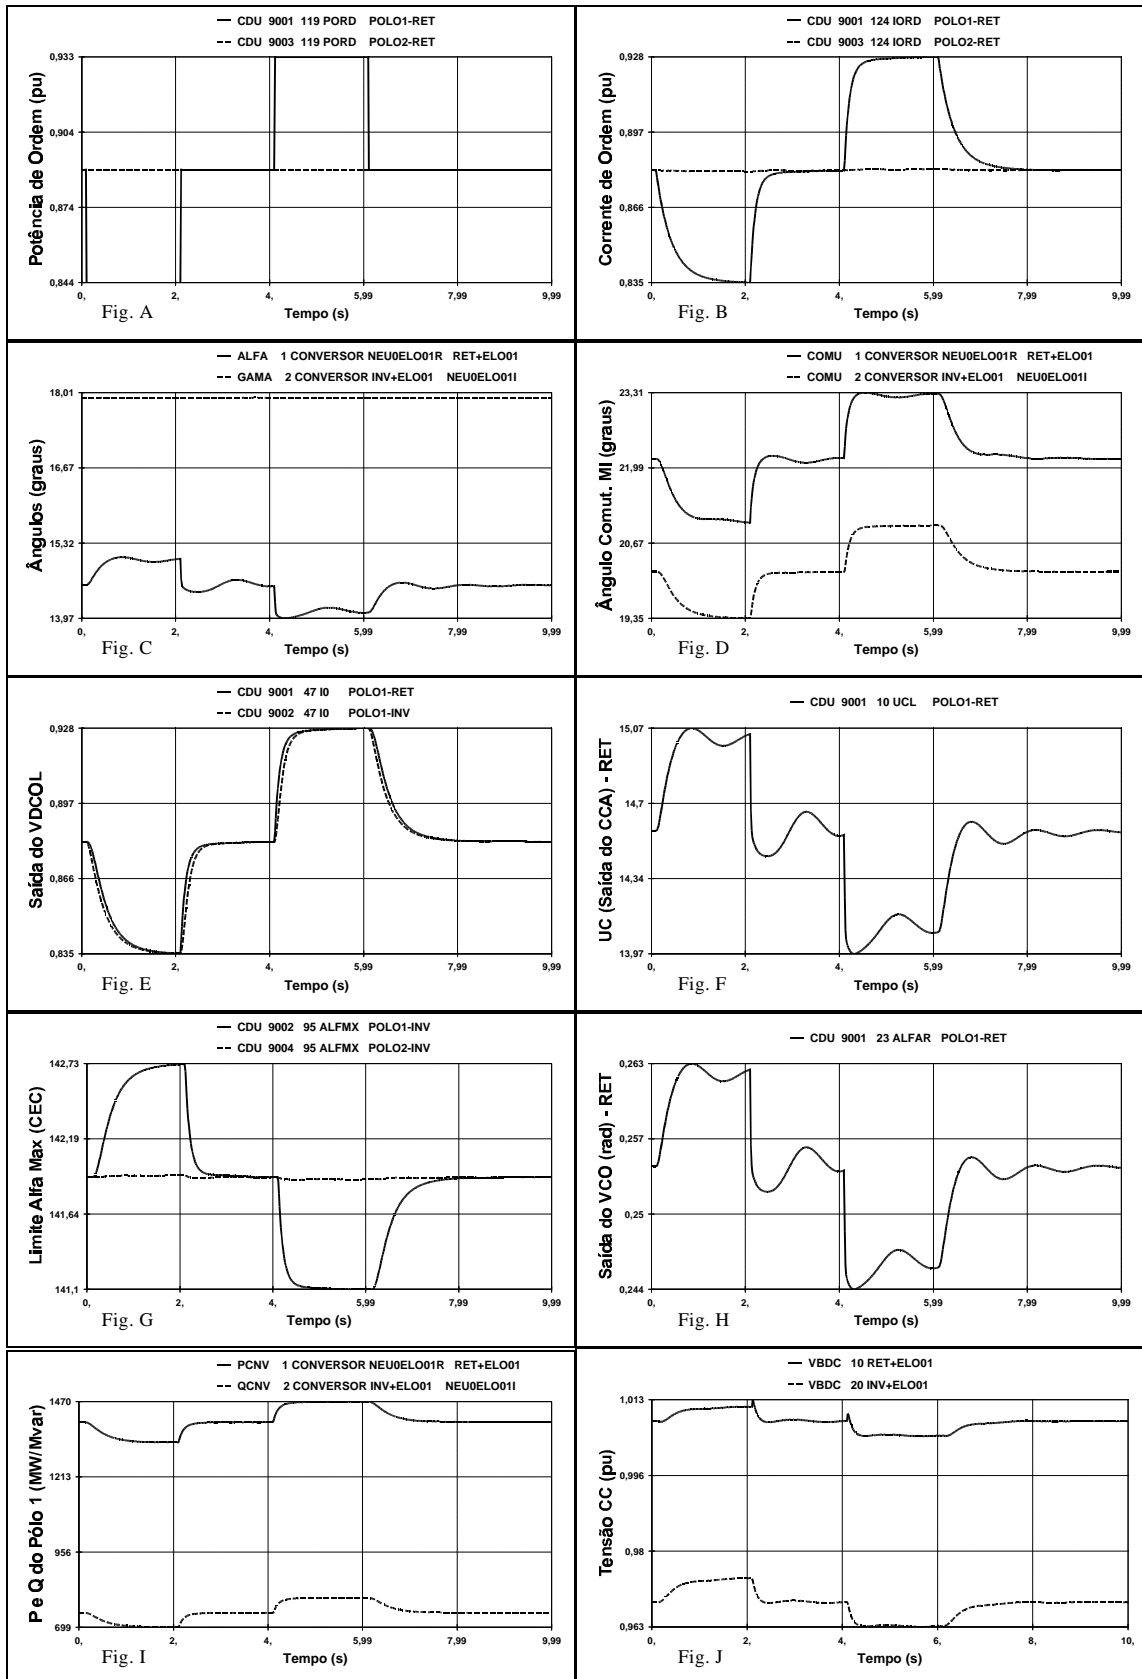 CDU 9001 119 PORD POLO1-RET
CDU 9003 119 PORD POLO2-RET
Potência de Ordem (pu)
0,933
0,904
0,874
0,844
0, 2, 4, 5,99 7,99 9,99
Fig. A
Tempo (s)
CDU 9001 124 IORD POLO1-RET
CDU 9003 124 IORD POLO2-RET
Corrente de Ordem (pu)
0,928
0,897
0,866
0,835
0, 2, 4, 5,99 7,99 9,99
Fig. B
Tempo (s)
ALFA 1 CONVERSOR NEU0ELO01R RET+ELO01
GAMA 2 CONVERSOR INV+ELO01 NEU0ELO01I
Ângulos (graus)
18,01
16,67
15,32
13,97
0, 2, 4, 5,99 7,99 9,99
Fig. C
Tempo (s)
COMU 1 CONVERSOR NEU0ELO01R RET+ELO01
COMU 2 CONVERSOR INV+ELO01 NEU0ELO01I
Ângulo Comut. MI (graus)
23,31
21,99
20,67
19,35
0, 2, 4, 5,99 7,99 9,99
Fig. D
Tempo (s)
CDU 9001 47 I0 POLO1-RET
CDU 9002 47 I0 POLO1-INV
Saída do VDCOL
0,928
0,897
0,866
0,835
0, 2, 4, 5,99 7,99 9,99
Fig. E
Tempo (s)
CDU 9001 10 UCL POLO1-RET
UC (Saída do CCA) - RET
15,07
14,7
14,34
13,97
0, 2, 4, 5,99 7,99 9,99
Fig. F
Tempo (s)
CDU 9002 95 ALFMX POLO1-INV
CDU 9004 95 ALFMX POLO2-INV
Limite Alfa Max (CEC)
142,73
142,19
141,64
141,1
0, 2, 4, 5,99 7,99 9,99
Fig. G
Tempo (s)
CDU 9001 23 ALFAR POLO1-RET
Saída do VCO (rad) - RET
0,263
0,257
0,25
0,244
0, 2, 4, 5,99 7,99 9,99
Fig. H
Tempo (s)
PCNV 1 CONVERSOR NEU0ELO01R RET+ELO01
QCNV 2 CONVERSOR INV+ELO01 NEU0ELO01I
P e Q do Pólo 1 (MW/Mvar)
1470
1213
956
699
0, 2, 4, 5,99 7,99 9,99
Fig. I
Tempo (s)
VBDC 10 RET+ELO01
VBDC 20 INV+ELO01
Tensão CC (pu)
1,013
0,996
0,98
0,963
0, 2, 4, 6, 8, 10,
Fig. J
Tempo (s)